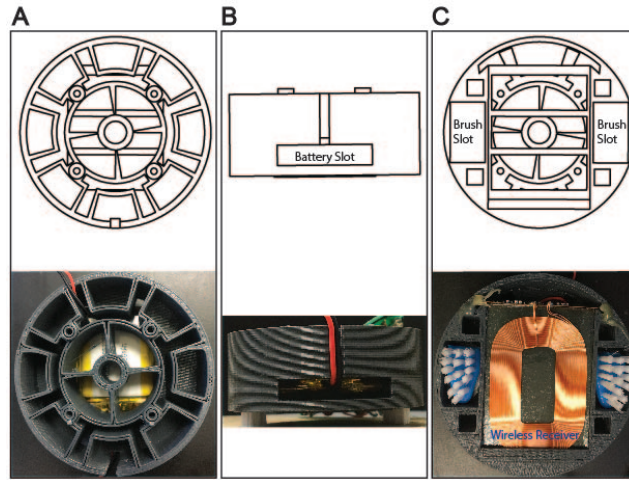 A
B
C
Battery Slot
Brush
Slot
Brush
Slot
Wireless Receiver